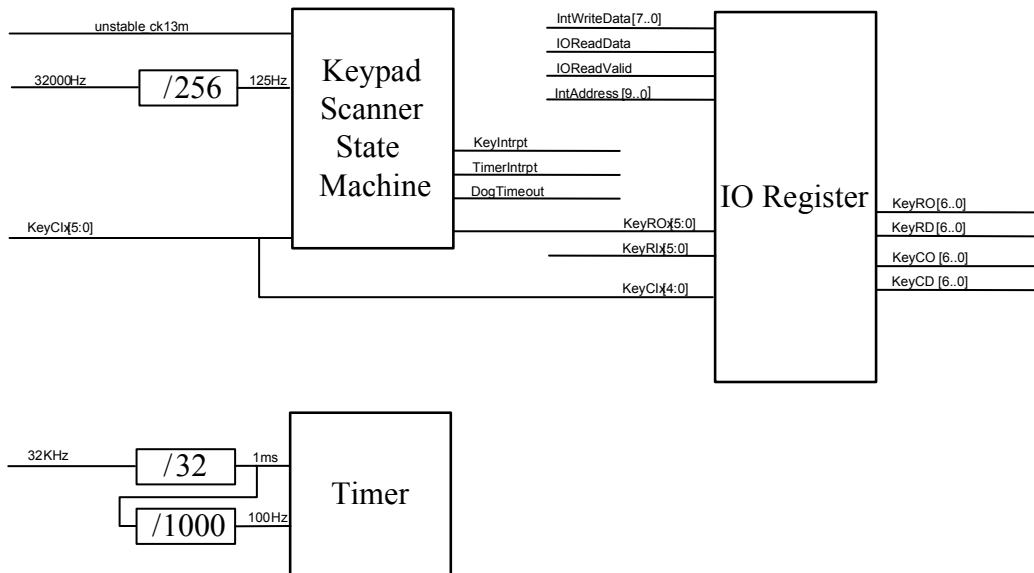 unstable ck13m
32000Hz
/256
125Hz
Keypad
Scanner
State
Machine
KeyIntrpt
TimerIntrpt
DogTimeout
KeyCIx[5:0]
KeyROx[5:0]
KeyRIx[5:0]
KeyCIx[4:0]
IntWriteData[7..0]
IOReadData
IOReadValid
IntAddress [9..0]
IO Register
KeyRO[6..0]
KeyRD [6..0]
KeyCO [6..0]
KeyCD [6..0]
32KHz
/32
1ms
/1000
100Hz
Timer